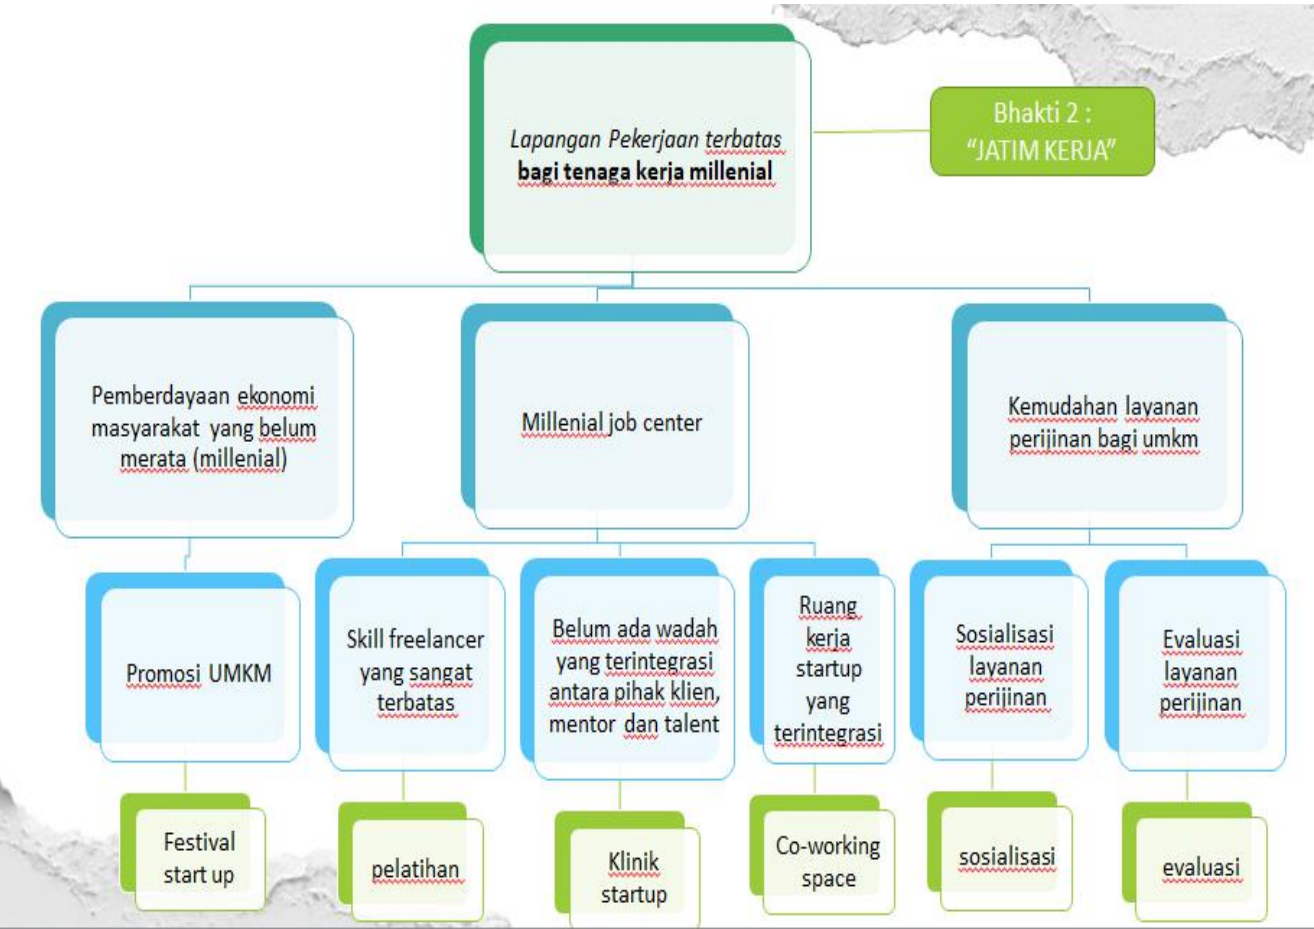 Lapangan Pekerjaan terbatas
bagi tenaga kerja millenial
Bhakti 2 :
“JATIM KERJA”
Pemberdayaan ekonomi
masyarakat yang belum
merata (millenial)
Millenial job center
Kemudahan layanan
perijinan bagi umkm
Promosi UMKM
Skill freelancer
yang sangat
terbatas
Belum ada wadah
yang terintegrasi
antara pihak klien,
mentor dan talent
Ruang
kerja
startup
yang
terintegrasi
Sosialisasi
layanan
perijinan
Evaluasi
layanan
perijinan
Festival
start up
pelatihan
Klinik
startup
Co-working
space
sosialisasi
evaluasi